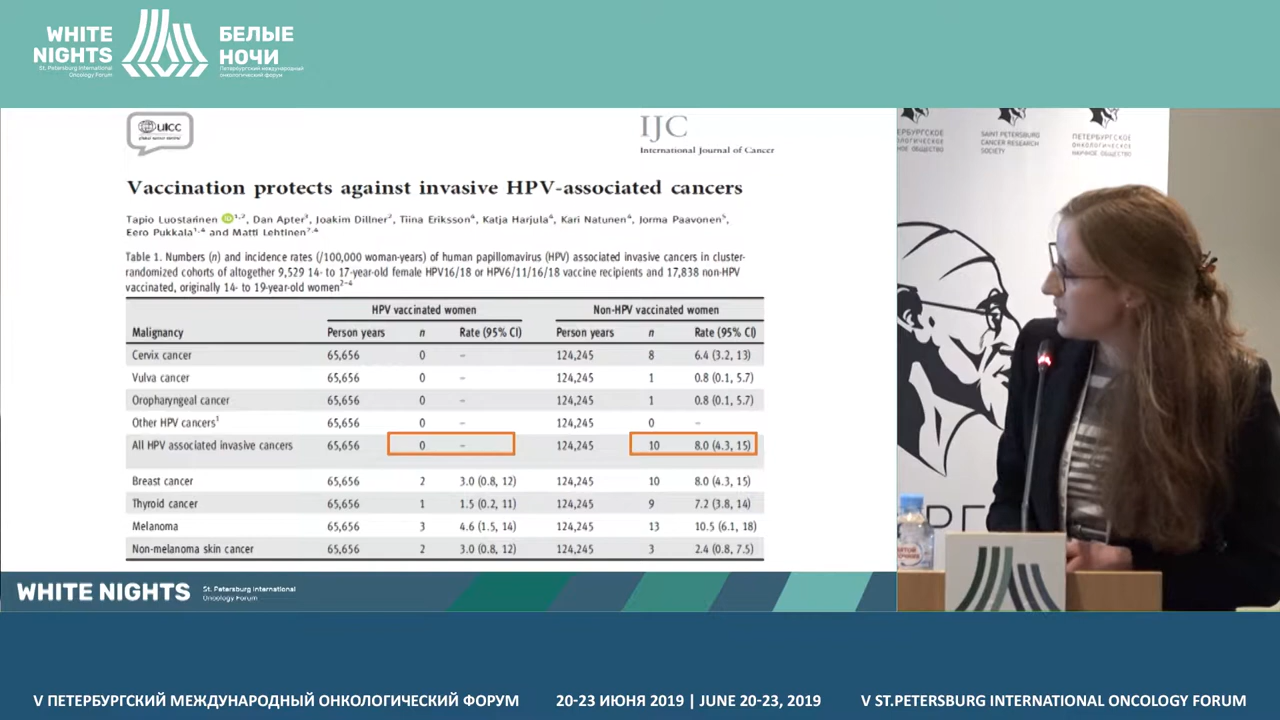 WHITE
NIGHTS
St. Petersburg International
Oncology Forum
БЕЛЫЕ
НОЧИ
Петербургский международный
онкологический форум
uicc
global cancer control
IJC
International Journal of Cancer
Vaccination protects against invasive HPV-associated cancers
Tapio Luostarinen iD 1,2, Dan Apter3, Joakim Dillner2, Tiina Eriksson4, Katja Harjula4, Kari Natunen4, Jorma Paavonen5,
Eero Pukkala1,4 and Matti Lehtinen2,4
Table 1. Numbers (n) and incidence rates (/100,000 woman-years) of human papillomavirus (HPV) associated invasive cancers in cluster-
randomized cohorts of altogether 9,529 14- to 17-year-old female HPV16/18 or HPV6/11/16/18 vaccine recipients and 17,838 non-HPV
vaccinated, originally 14- to 19-year-old women2–4
HPV vaccinated women Non-HPV vaccinated women
Malignancy Person years n Rate (95% CI) Person years n Rate (95% CI)
Cervix cancer 65,656 0 – 124,245 8 6.4 (3.2, 13)
Vulva cancer 65,656 0 – 124,245 1 0.8 (0.1, 5.7)
Oropharyngeal cancer 65,656 0 – 124,245 1 0.8 (0.1, 5.7)
Other HPV cancers1 65,656 0 – 124,245 0 –
All HPV associated invasive cancers 65,656 0 – 124,245 10 8.0 (4.3, 15)
Breast cancer 65,656 2 3.0 (0.8, 12) 124,245 10 8.0 (4.3, 15)
Thyroid cancer 65,656 1 1.5 (0.2, 11) 124,245 9 7.2 (3.8, 14)
Melanoma 65,656 3 4.6 (1.5, 14) 124,245 13 10.5 (6.1, 18)
Non-melanoma skin cancer 65,656 2 3.0 (0.8, 12) 124,245 3 2.4 (0.8, 7.5)
WHITE NIGHTS
St. Petersburg International
Oncology Forum
SAINT PETERSBURG
CANCER RESEARCH
SOCIETY
ПЕТЕРБУРГСКОЕ
ОНКОЛОГИЧЕСКОЕ
НАУЧНОЕ ОБЩЕСТВО
V ПЕТЕРБУРГСКИЙ МЕЖДУНАРОДНЫЙ ОНКОЛОГИЧЕСКИЙ ФОРУМ
20-23 ИЮНЯ 2019 | JUNE 20-23, 2019
V ST.PETERSBURG INTERNATIONAL ONCOLOGY FORUM